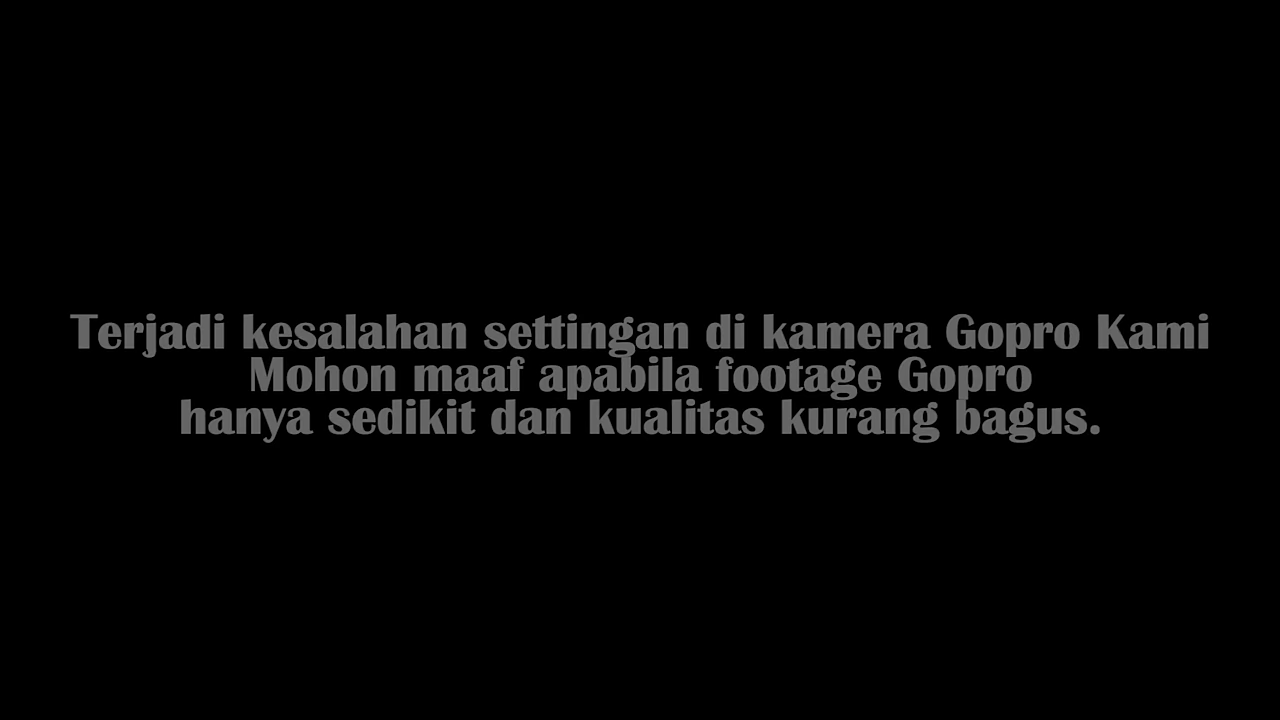 Terjadi kesalahan settingan di kamera Gopro Kami
Mohon maaf apabila footage Gopro
hanya sedikit dan kualitas kurang bagus.